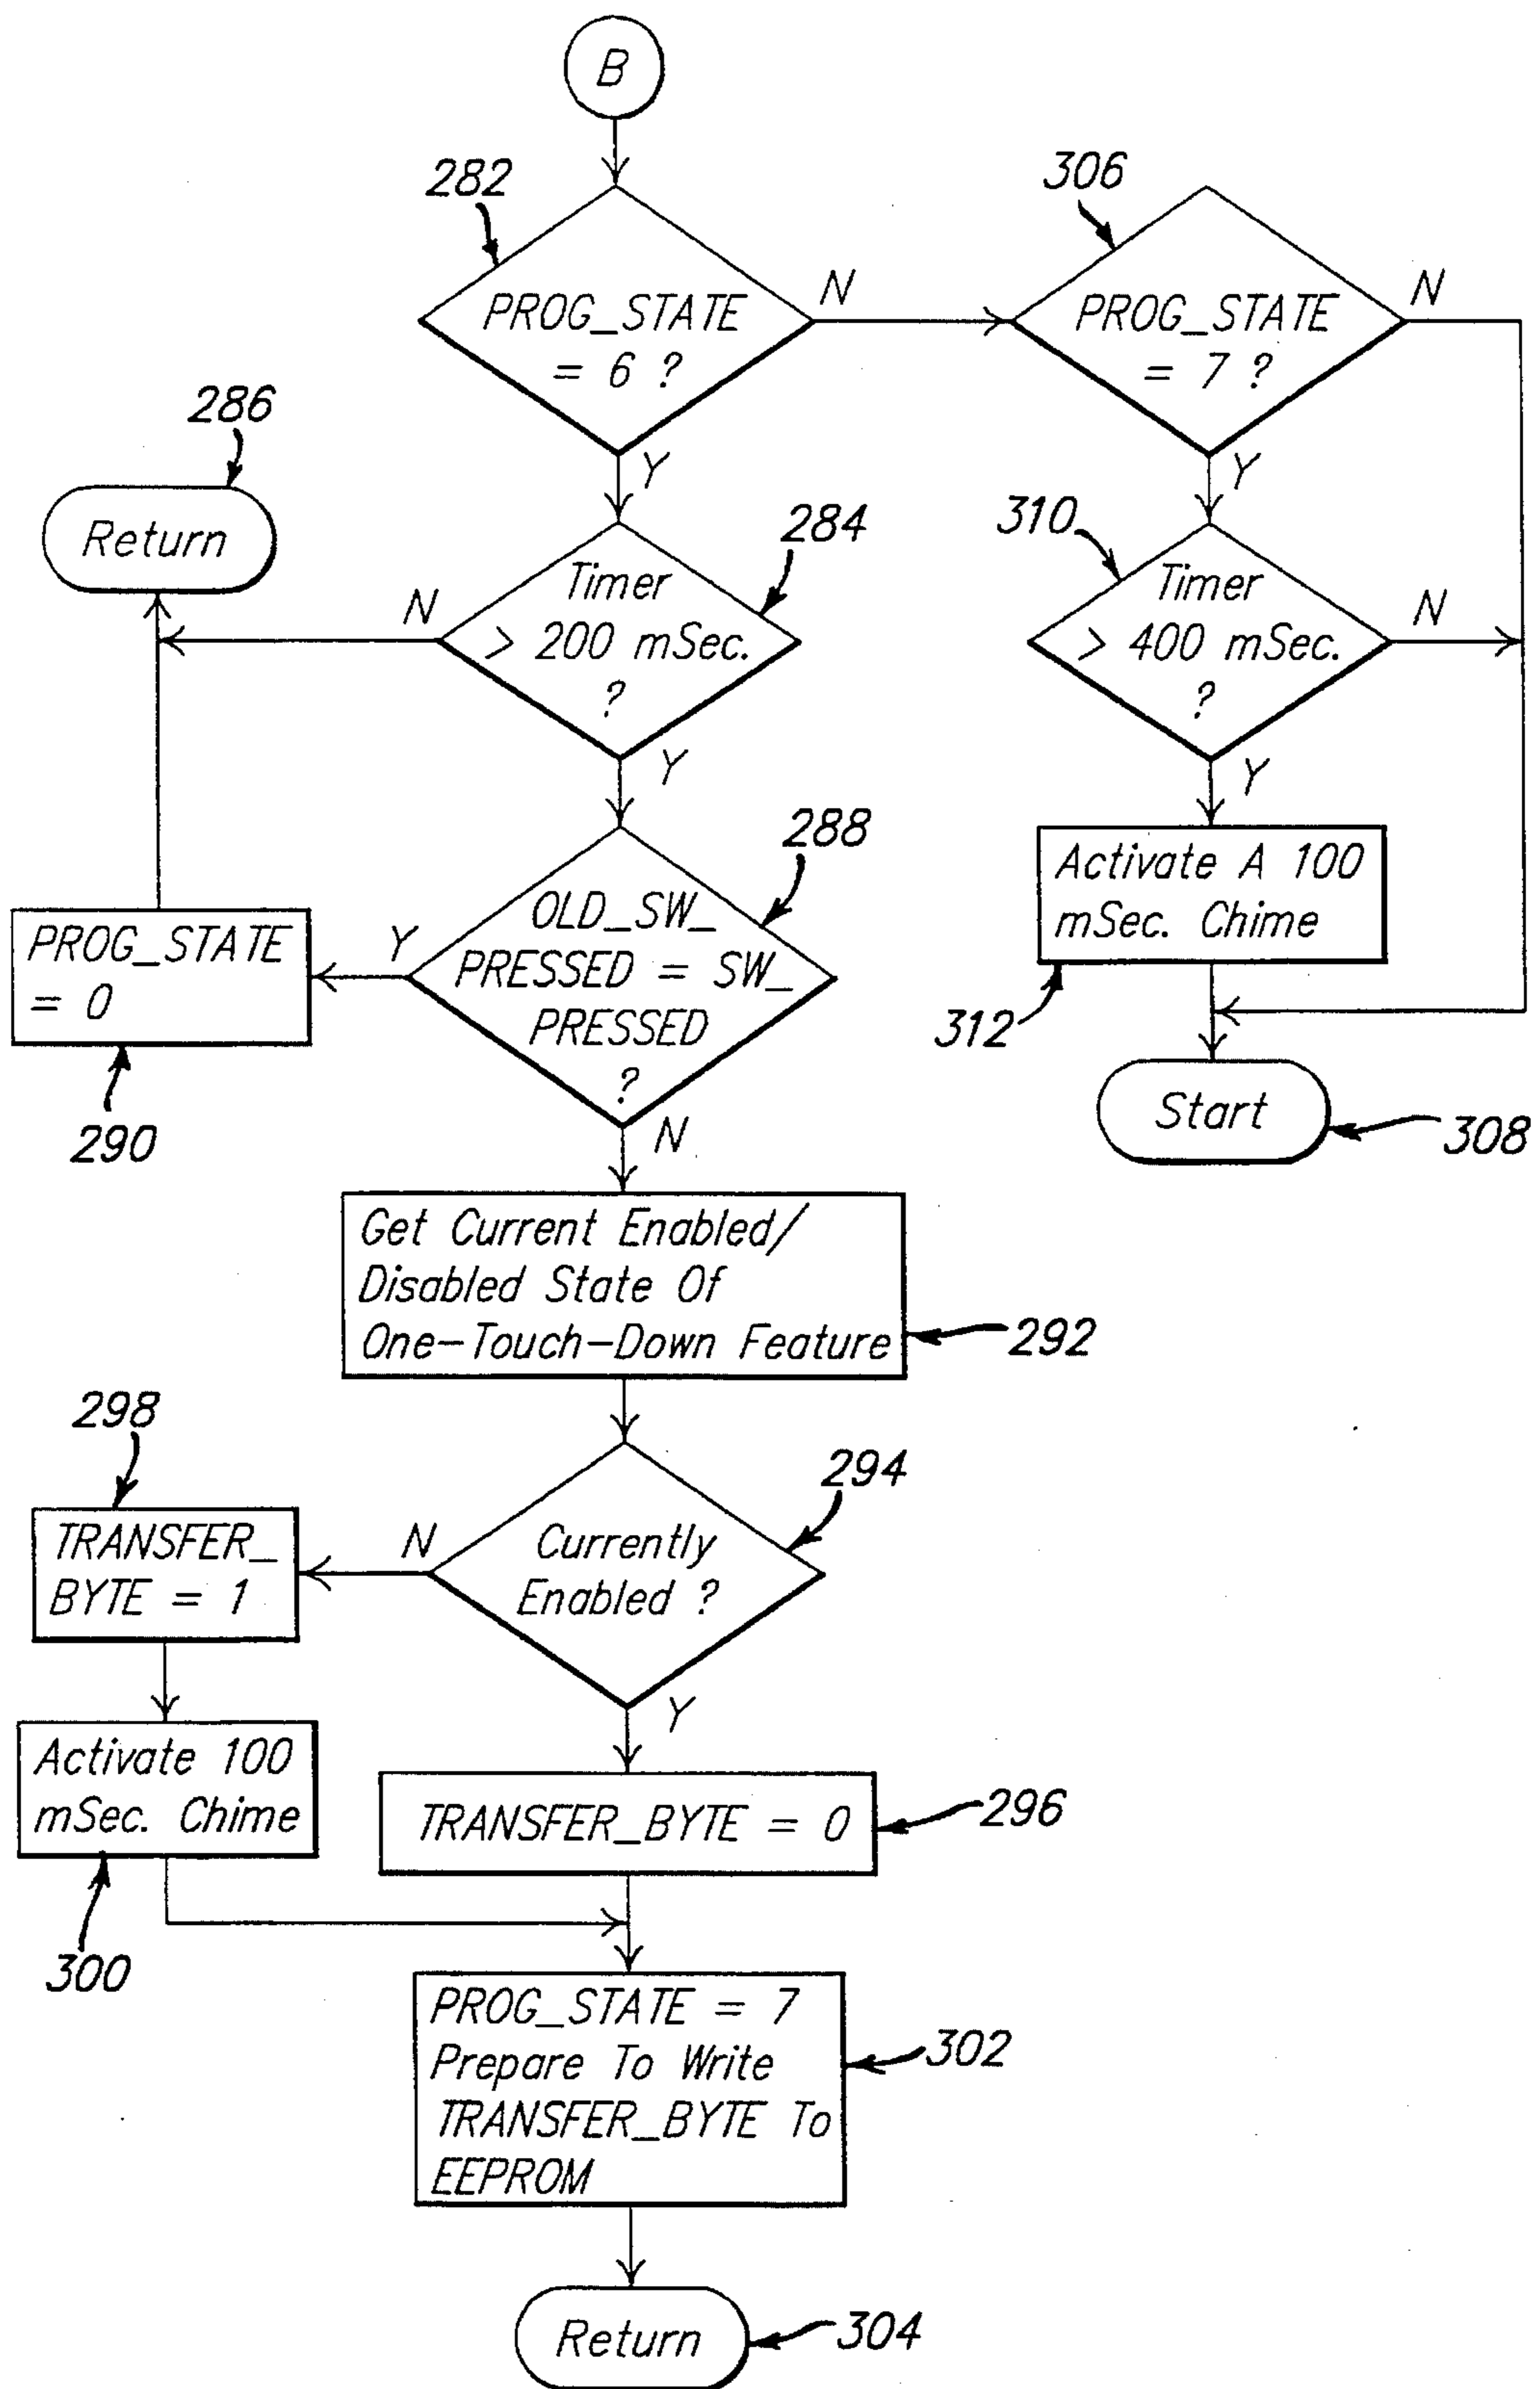 B
282
306
PROG_STATE
= 6 ?
N
PROG_STATE
= 7 ?
N
286
Return
Y
Y
284
310
Timer
> 200 mSec.
?
N
Timer
> 400 mSec.
?
N
Y
Y
288
OLD_SW_
PRESSED = SW_
PRESSED
?
Y
PROG_STATE
= 0
290
Activate A 100
mSec. Chime
312
Start
308
N
Get Current Enabled/
Disabled State Of
One-Touch-Down Feature
292
298
294
TRANSFER_
BYTE = 1
N
Currently
Enabled ?
Y
Activate 100
mSec. Chime
300
TRANSFER_BYTE = 0
296
PROG_STATE = 7
Prepare To Write
TRANSFER_BYTE To
EEPROM
302
Return
304